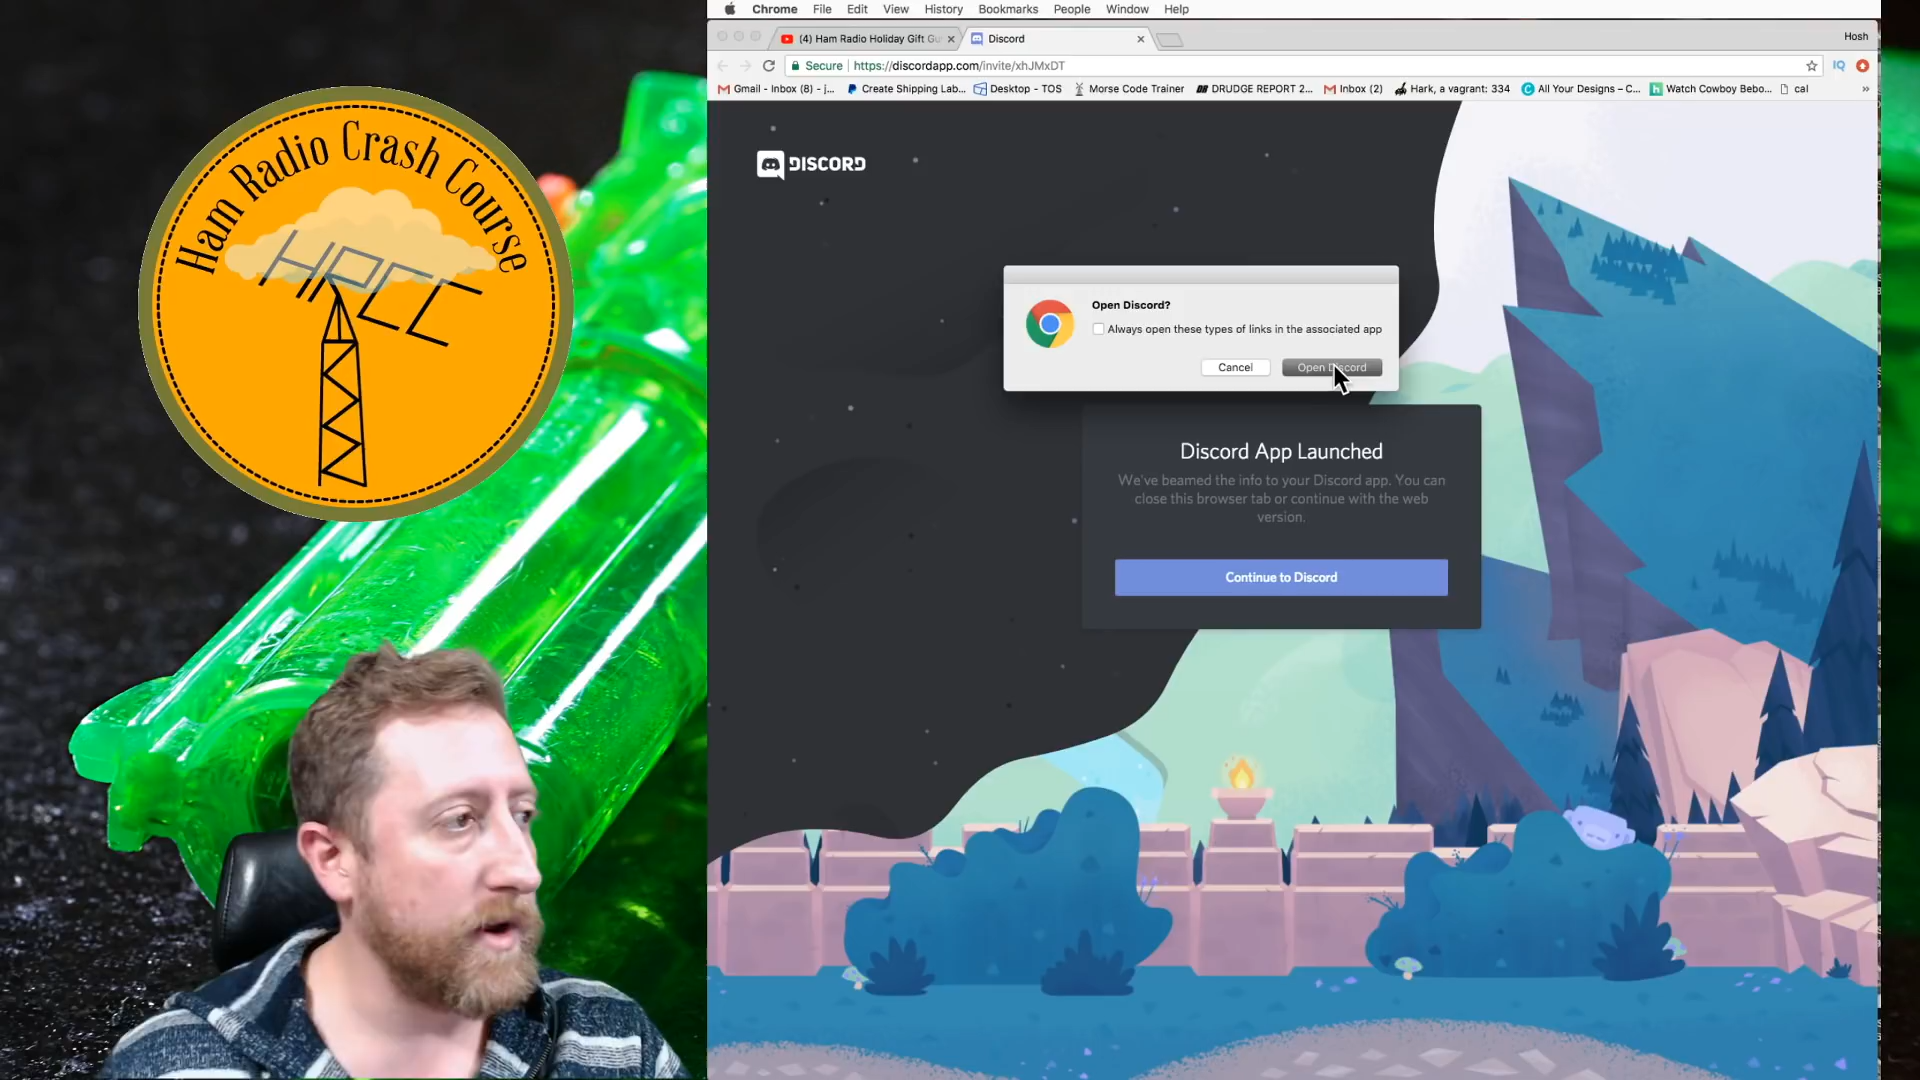 Chrome File Edit View History Bookmarks People Window Help
(4) Ham Radio Holiday Gift Gu
Discord
Hosh
Secure https://discordapp.com/invite/xhJMxDT
IQ
Gmail - Inbox (8) - j... Create Shipping Lab... Desktop - TOS Morse Code Trainer DRUDGE REPORT 2... Inbox (2) Hark, a vagrant: 334 All Your Designs – C... Watch Cowboy Bebo... cal »
Ham Radio Crash Course
HRCC
DISCORD
Open Discord?
Always open these types of links in the associated app
Cancel Open Discord
Discord App Launched
We've beamed the info to your Discord app. You can
close this browser tab or continue with the web
version.
Continue to Discord